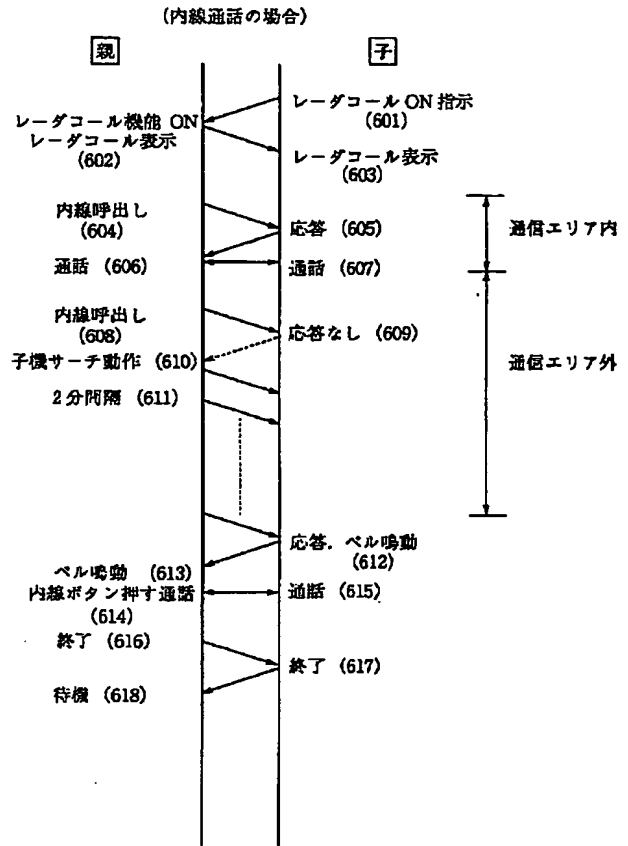 (内線通話の場合)
親
子
レーダコール ON 指示
(601)
レーダコール機能 ON
レーダコール表示
(602)
レーダコール表示
(603)
内線呼出し
(604)
応答 (605)
通信エリア内
通話 (606)
通話 (607)
内線呼出し
(608)
応答なし (609)
子機サーチ動作 (610)
通信エリア外
2分間隔 (611)
応答．ベル鳴動
(612)
ベル鳴動 (613)
内線ボタン押す通話
(614)
通話 (615)
終了 (616)
終了 (617)
待機 (618)